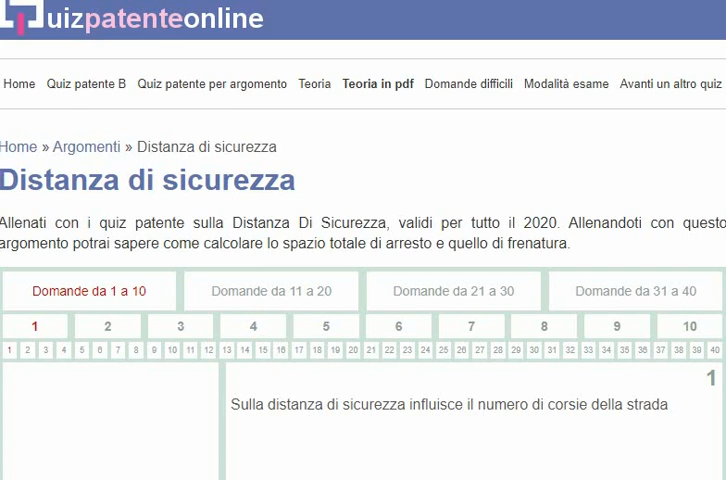 uizpatenteonline
Home Quiz patente B Quiz patente per argomento Teoria Teoria in pdf Domande difficili Modalità esame Avanti un altro quiz
Home » Argomenti » Distanza di sicurezza
Distanza di sicurezza
Allenati con i quiz patente sulla Distanza Di Sicurezza, validi per tutto il 2020. Allenandoti con questo
argomento potrai sapere come calcolare lo spazio totale di arresto e quello di frenatura.
Domande da 1 a 10 Domande da 11 a 20 Domande da 21 a 30 Domande da 31 a 40
1 2 3 4 5 6 7 8 9 10
1 2 3 4 5 6 7 8 9 10 11 12 13 14 15 16 17 18 19 20 21 22 23 24 25 26 27 28 29 30 31 32 33 34 35 36 37 38 39 40
1
Sulla distanza di sicurezza influisce il numero di corsie della strada